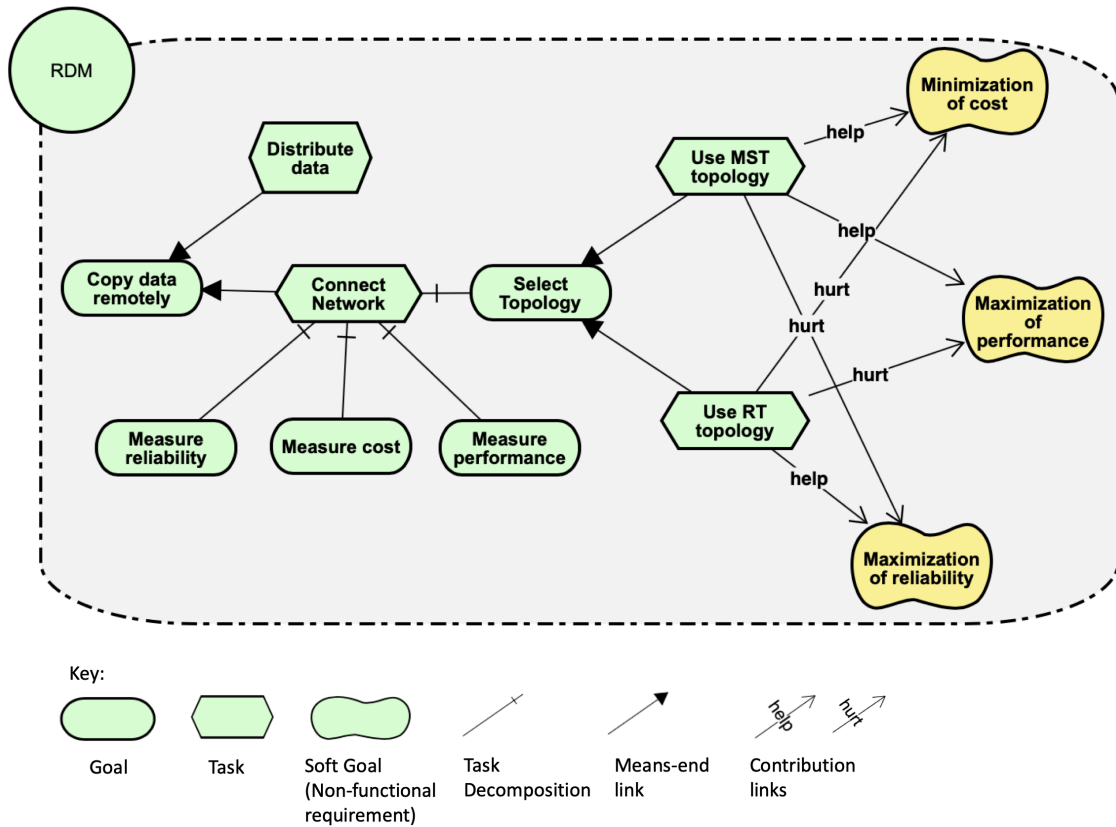 RDM
Minimization
of cost
Distribute
data
Use MST
topology
help
help
Copy data
remotely
Connect
Network
Select
Topology
hurt
Maximization
of
performance
hurt
hurt
Use RT
topology
Measure
reliability
Measure cost
Measure
performance
help
Maximization
of reliability
Key:
help
hurt
Goal
Task
Soft Goal
(Non-functional
requirement)
Task
Decomposition
Means-end
link
Contribution
links